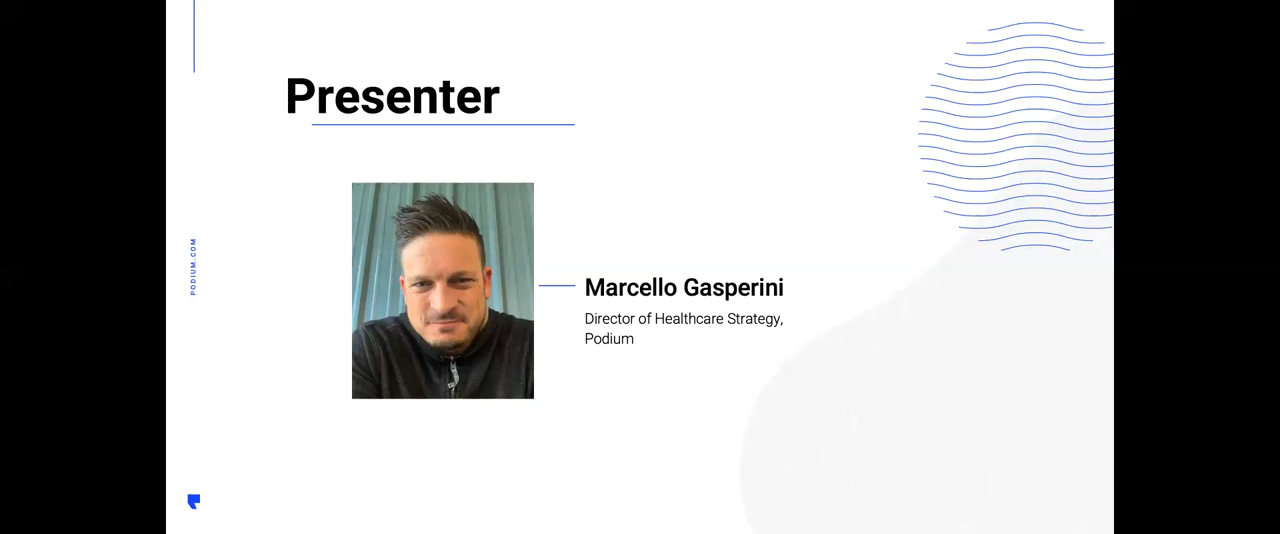 Presenter
PODIUM.COM
Marcello Gasperini
Director of Healthcare Strategy,
Podium